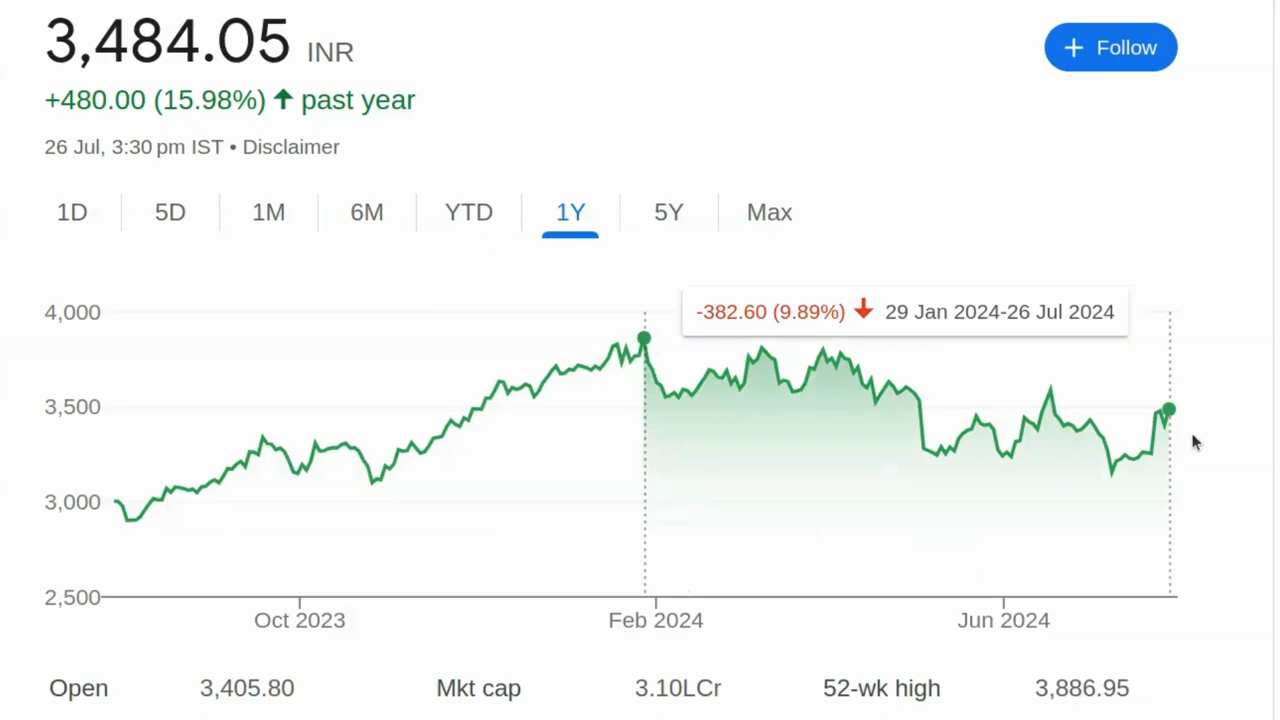 3,484.05 INR
+ Follow
+480.00 (15.98%) ↑ past year
26 Jul, 3:30 pm IST • Disclaimer
1D 5D 1M 6M YTD 1Y 5Y Max
-382.60 (9.89%) ↓ 29 Jan 2024-26 Jul 2024
4,000
3,500
3,000
2,500
Oct 2023 Feb 2024 Jun 2024
Open 3,405.80 Mkt cap 3.10LCr 52-wk high 3,886.95